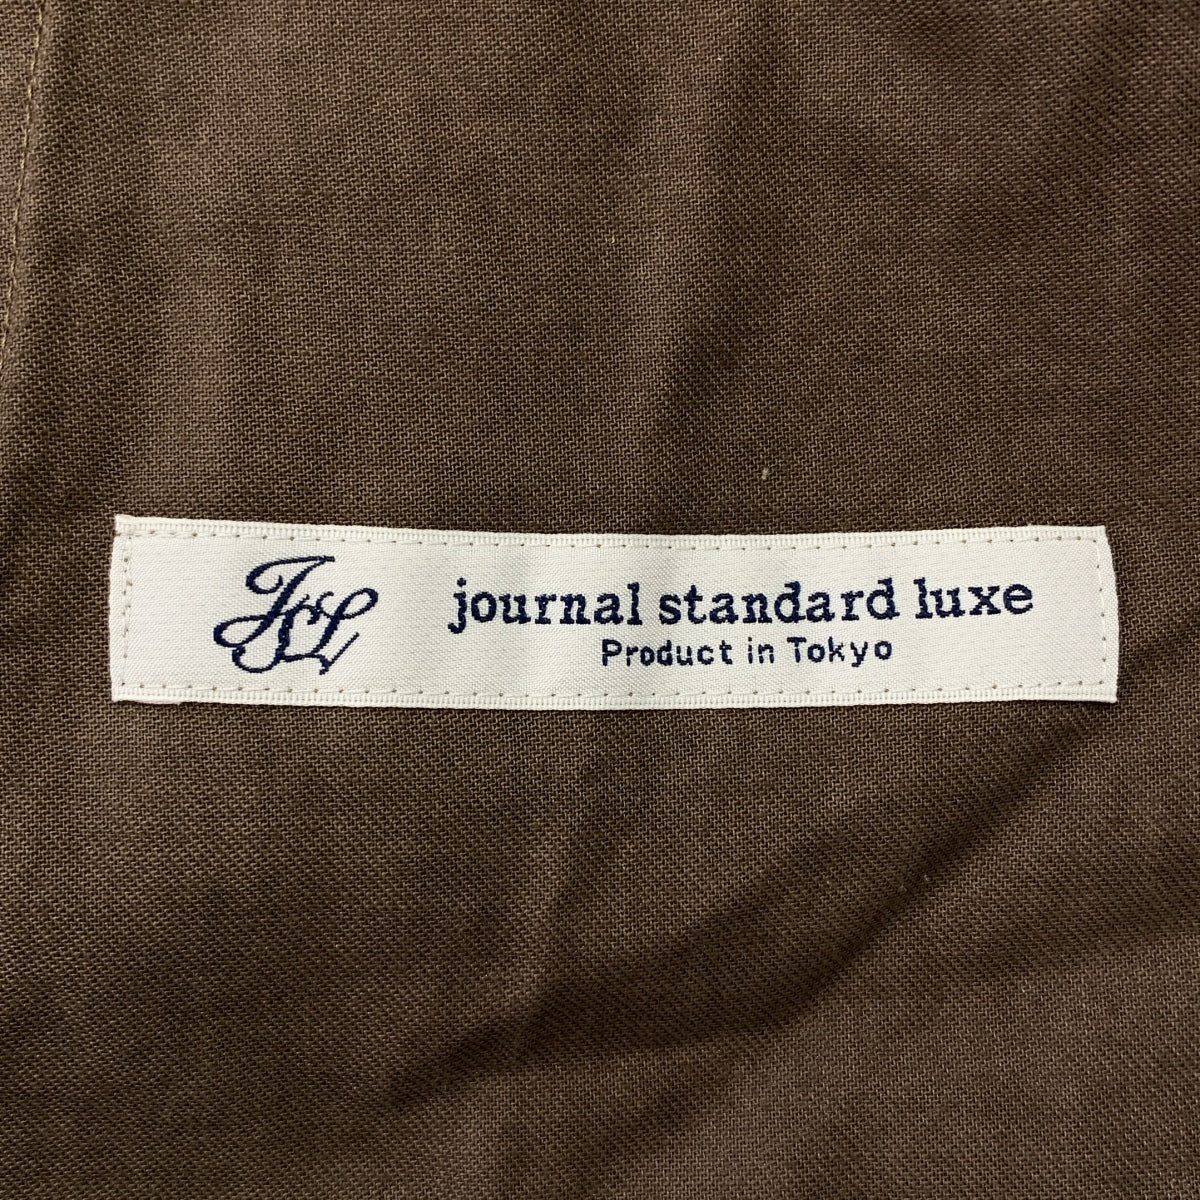 JSL
journal standard luxe
Product in Tokyo